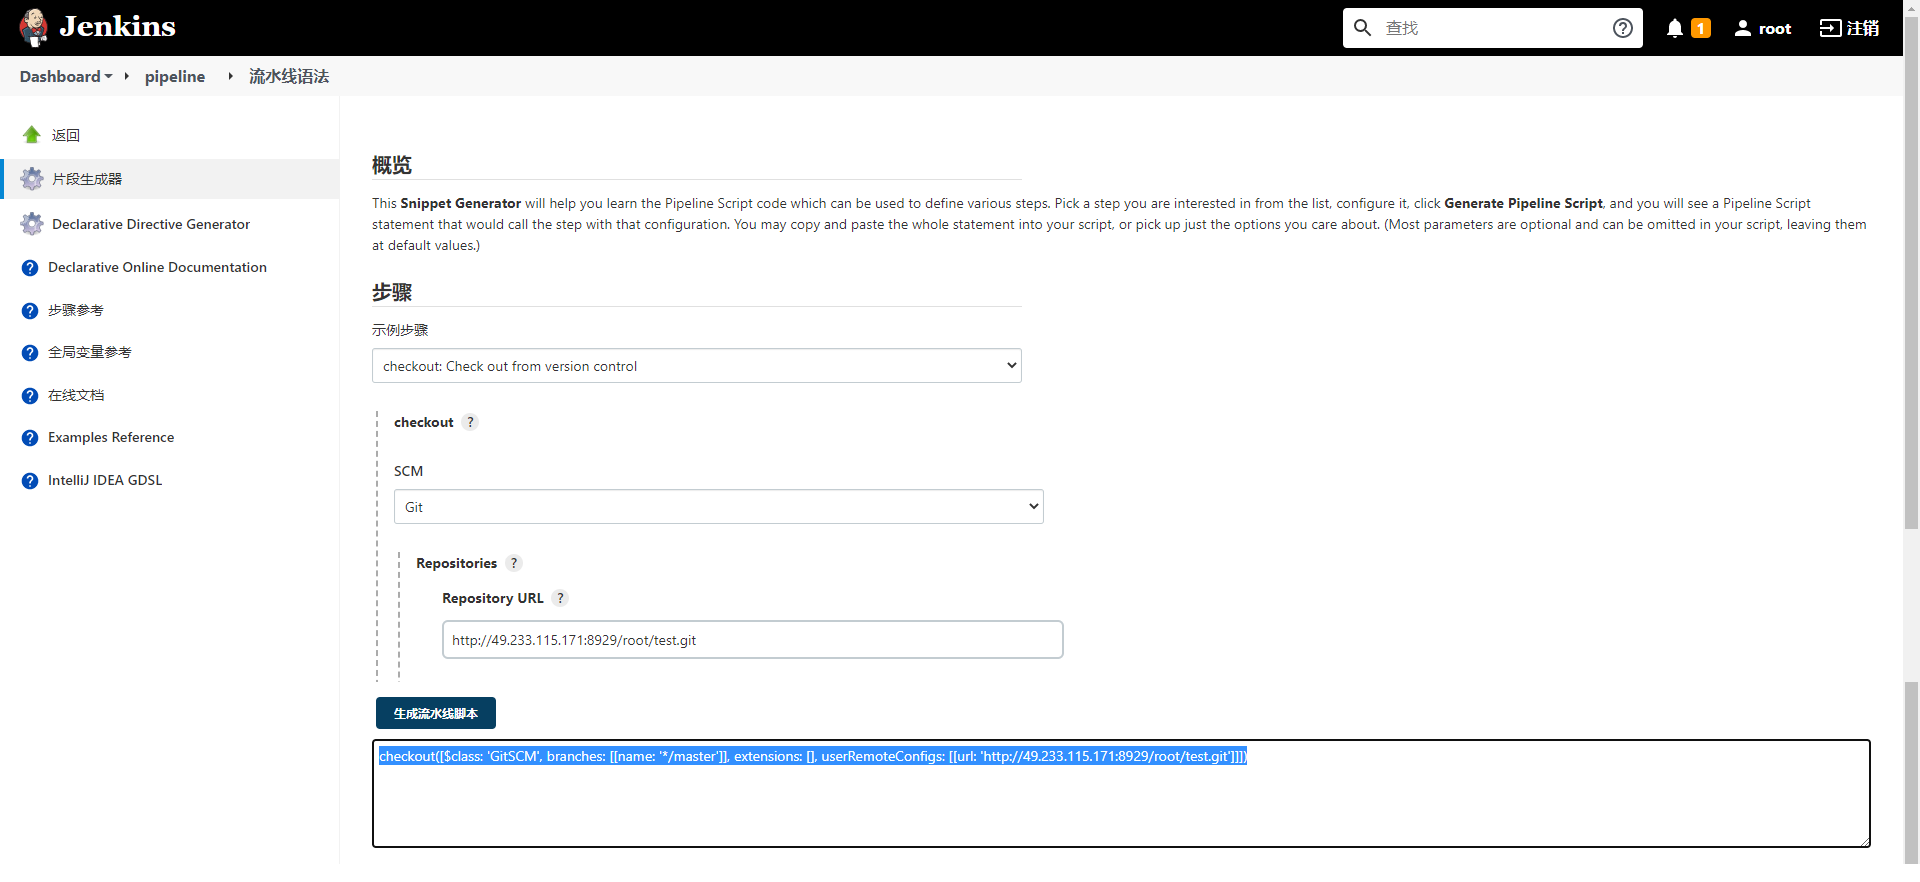 Jenkins
查找
1
root
注销
Dashboard
pipeline
流水线语法
返回
片段生成器
Declarative Directive Generator
Declarative Online Documentation
步骤参考
全局变量参考
在线文档
Examples Reference
IntelliJ IDEA GDSL
概览
This Snippet Generator will help you learn the Pipeline Script code which can be used to define various steps. Pick a step you are interested in from the list, configure it, click Generate Pipeline Script, and you will see a Pipeline Script
statement that would call the step with that configuration. You may copy and paste the whole statement into your script, or pick up just the options you care about. (Most parameters are optional and can be omitted in your script, leaving them
at default values.)
步骤
示例步骤
checkout: Check out from version control
checkout ?
SCM
Git
Repositories ?
Repository URL ?
http://49.233.115.171:8929/root/test.git
生成流水线脚本
checkout([$class: 'GitSCM', branches: [[name: '*/master']], extensions: [], userRemoteConfigs: [[url: 'http://49.233.115.171:8929/root/test.git']]])